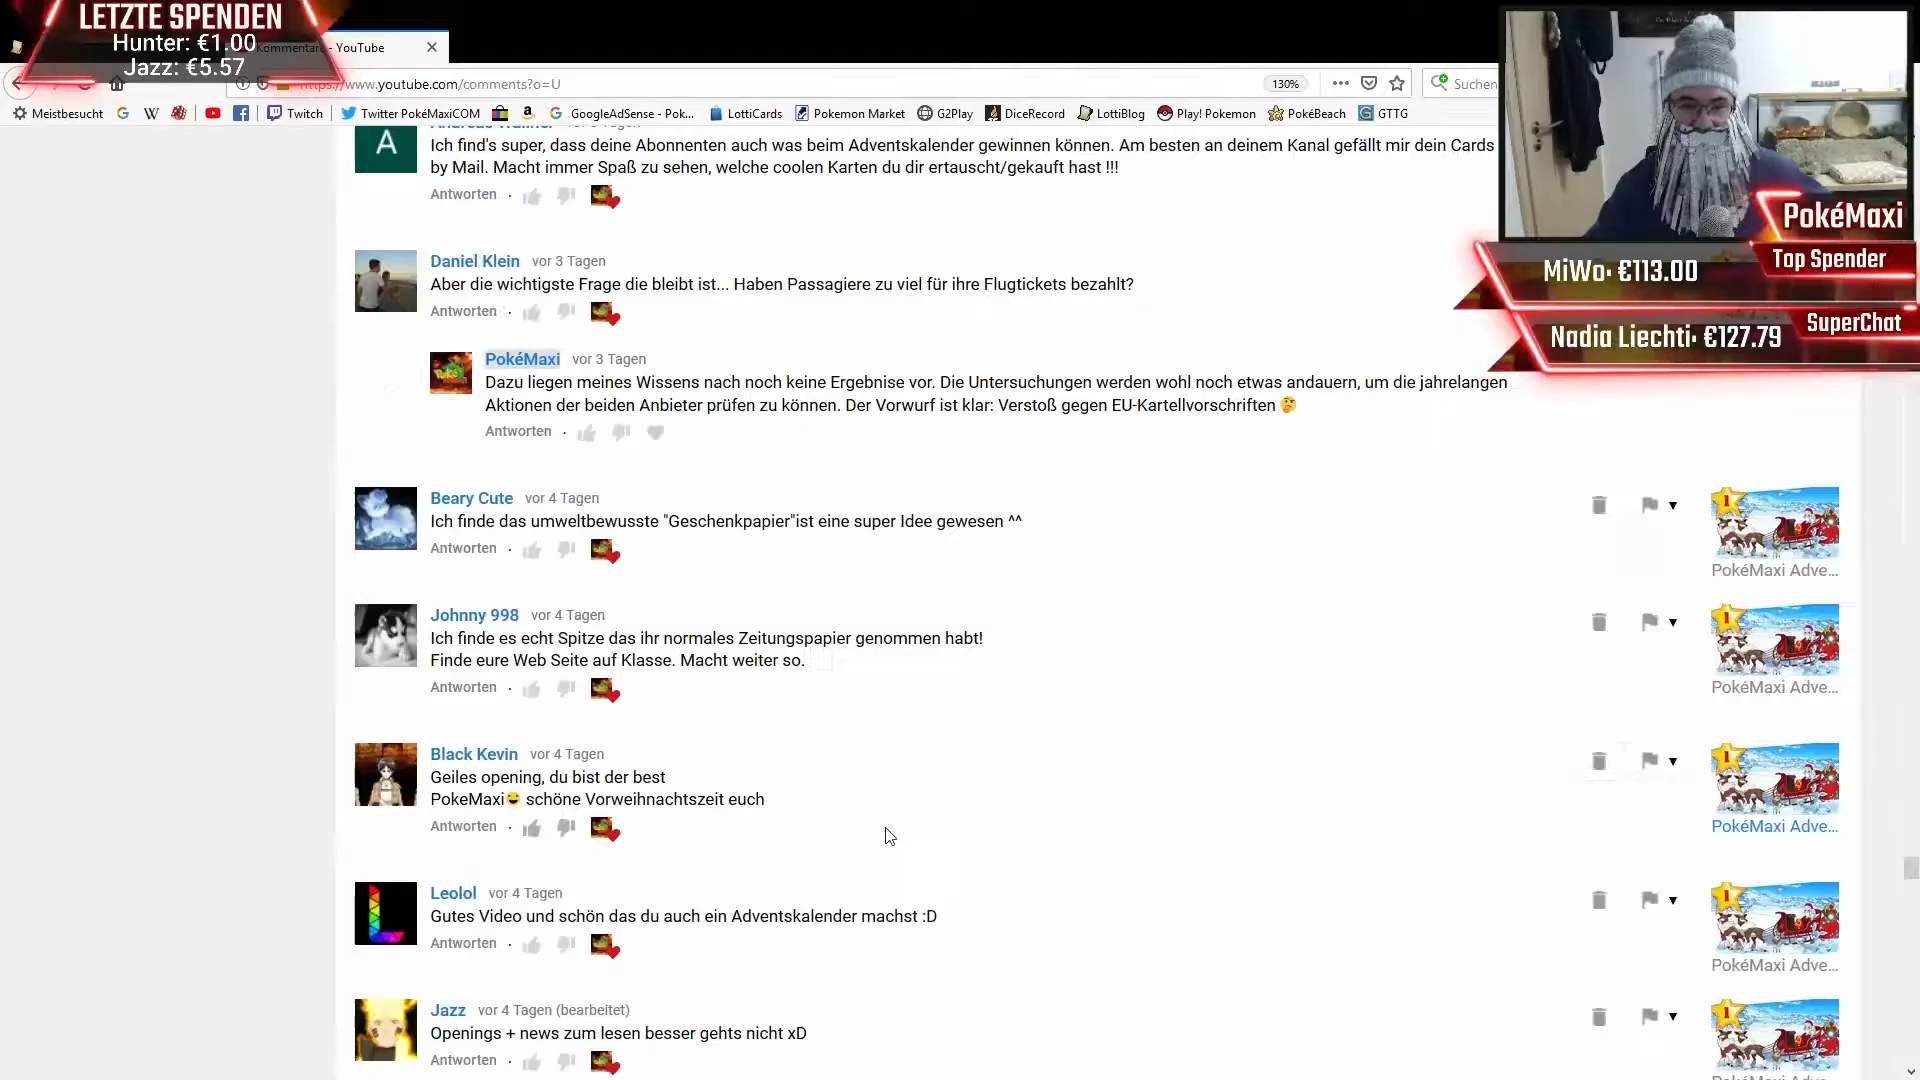 LETZTE SPENDEN
Hunter: €1.00
Jazz: €5.57
Kommentare - YouTube
https://www.youtube.com/comments?o=U
130%
Suchen
Meistbesucht
Twitch
Twitter PokéMaxiCOM
GoogleAdSense - Pok...
LottiCards
Pokemon Market
G2Play
DiceRecord
LottiBlog
Play! Pokemon
PokéBeach
GTTG
PokéMaxi
Top Spender
MiWo: €113.00
SuperChat
Nadia Liechti: €127.79
A
Ich find's super, dass deine Abonnenten auch was beim Adventskalender gewinnen können. Am besten an deinem Kanal gefällt mir dein Cards
by Mail. Macht immer Spaß zu sehen, welche coolen Karten du dir ertauscht/gekauft hast !!!
Antworten
Daniel Klein vor 3 Tagen
Aber die wichtigste Frage die bleibt ist... Haben Passagiere zu viel für ihre Flugtickets bezahlt?
Antworten
PokéMaxi vor 3 Tagen
Dazu liegen meines Wissens nach noch keine Ergebnise vor. Die Untersuchungen werden wohl noch etwas andauern, um die jahrelangen
Aktionen der beiden Anbieter prüfen zu können. Der Vorwurf ist klar: Verstoß gegen EU-Kartellvorschriften 🤔
Antworten
Beary Cute vor 4 Tagen
Ich finde das umweltbewusste "Geschenkpapier"ist eine super Idee gewesen ^^
Antworten
PokéMaxi Adve...
Johnny 998 vor 4 Tagen
Ich finde es echt Spitze das ihr normales Zeitungspapier genommen habt!
Finde eure Web Seite auf Klasse. Macht weiter so.
Antworten
PokéMaxi Adve...
Black Kevin vor 4 Tagen
Geiles opening, du bist der best
PokeMaxi😀 schöne Vorweihnachtszeit euch
Antworten
PokéMaxi Adve...
Leolol vor 4 Tagen
Gutes Video und schön das du auch ein Adventskalender machst :D
Antworten
PokéMaxi Adve...
Jazz vor 4 Tagen (bearbeitet)
Openings + news zum lesen besser gehts nicht xD
Antworten